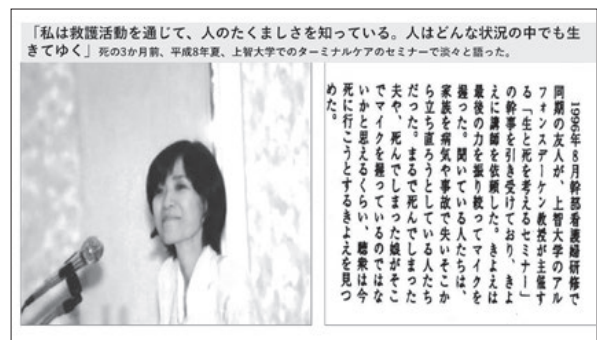 「私は救護活動を通じて、人のたくましさを知っている。人はどんな状況の中でも生
きてゆく」死の3か月前、平成8年夏、上智大学でのターミナルケアのセミナーで淡々と語った。
1996年8月幹部看護婦研修で
同期の友人が、上智大学のアル
フォンスデーケン教授が主催す
る「生と死を考えるセミナー」
の幹事を引き受けており、きよ
えに講師を依頼した。きよえは
最後の力を振り絞ってマイクを
握った。聞いている人たちは、
家族を病気や事故で失いそこか
ら立ち直ろうとしている人たち
だった。まるで死んでしまった
夫や、死んでしまった娘がそこ
でマイクを握っているのではな
いかと思えるくらい、聴衆は今
死に行こうとするきよえを見つ
めた。